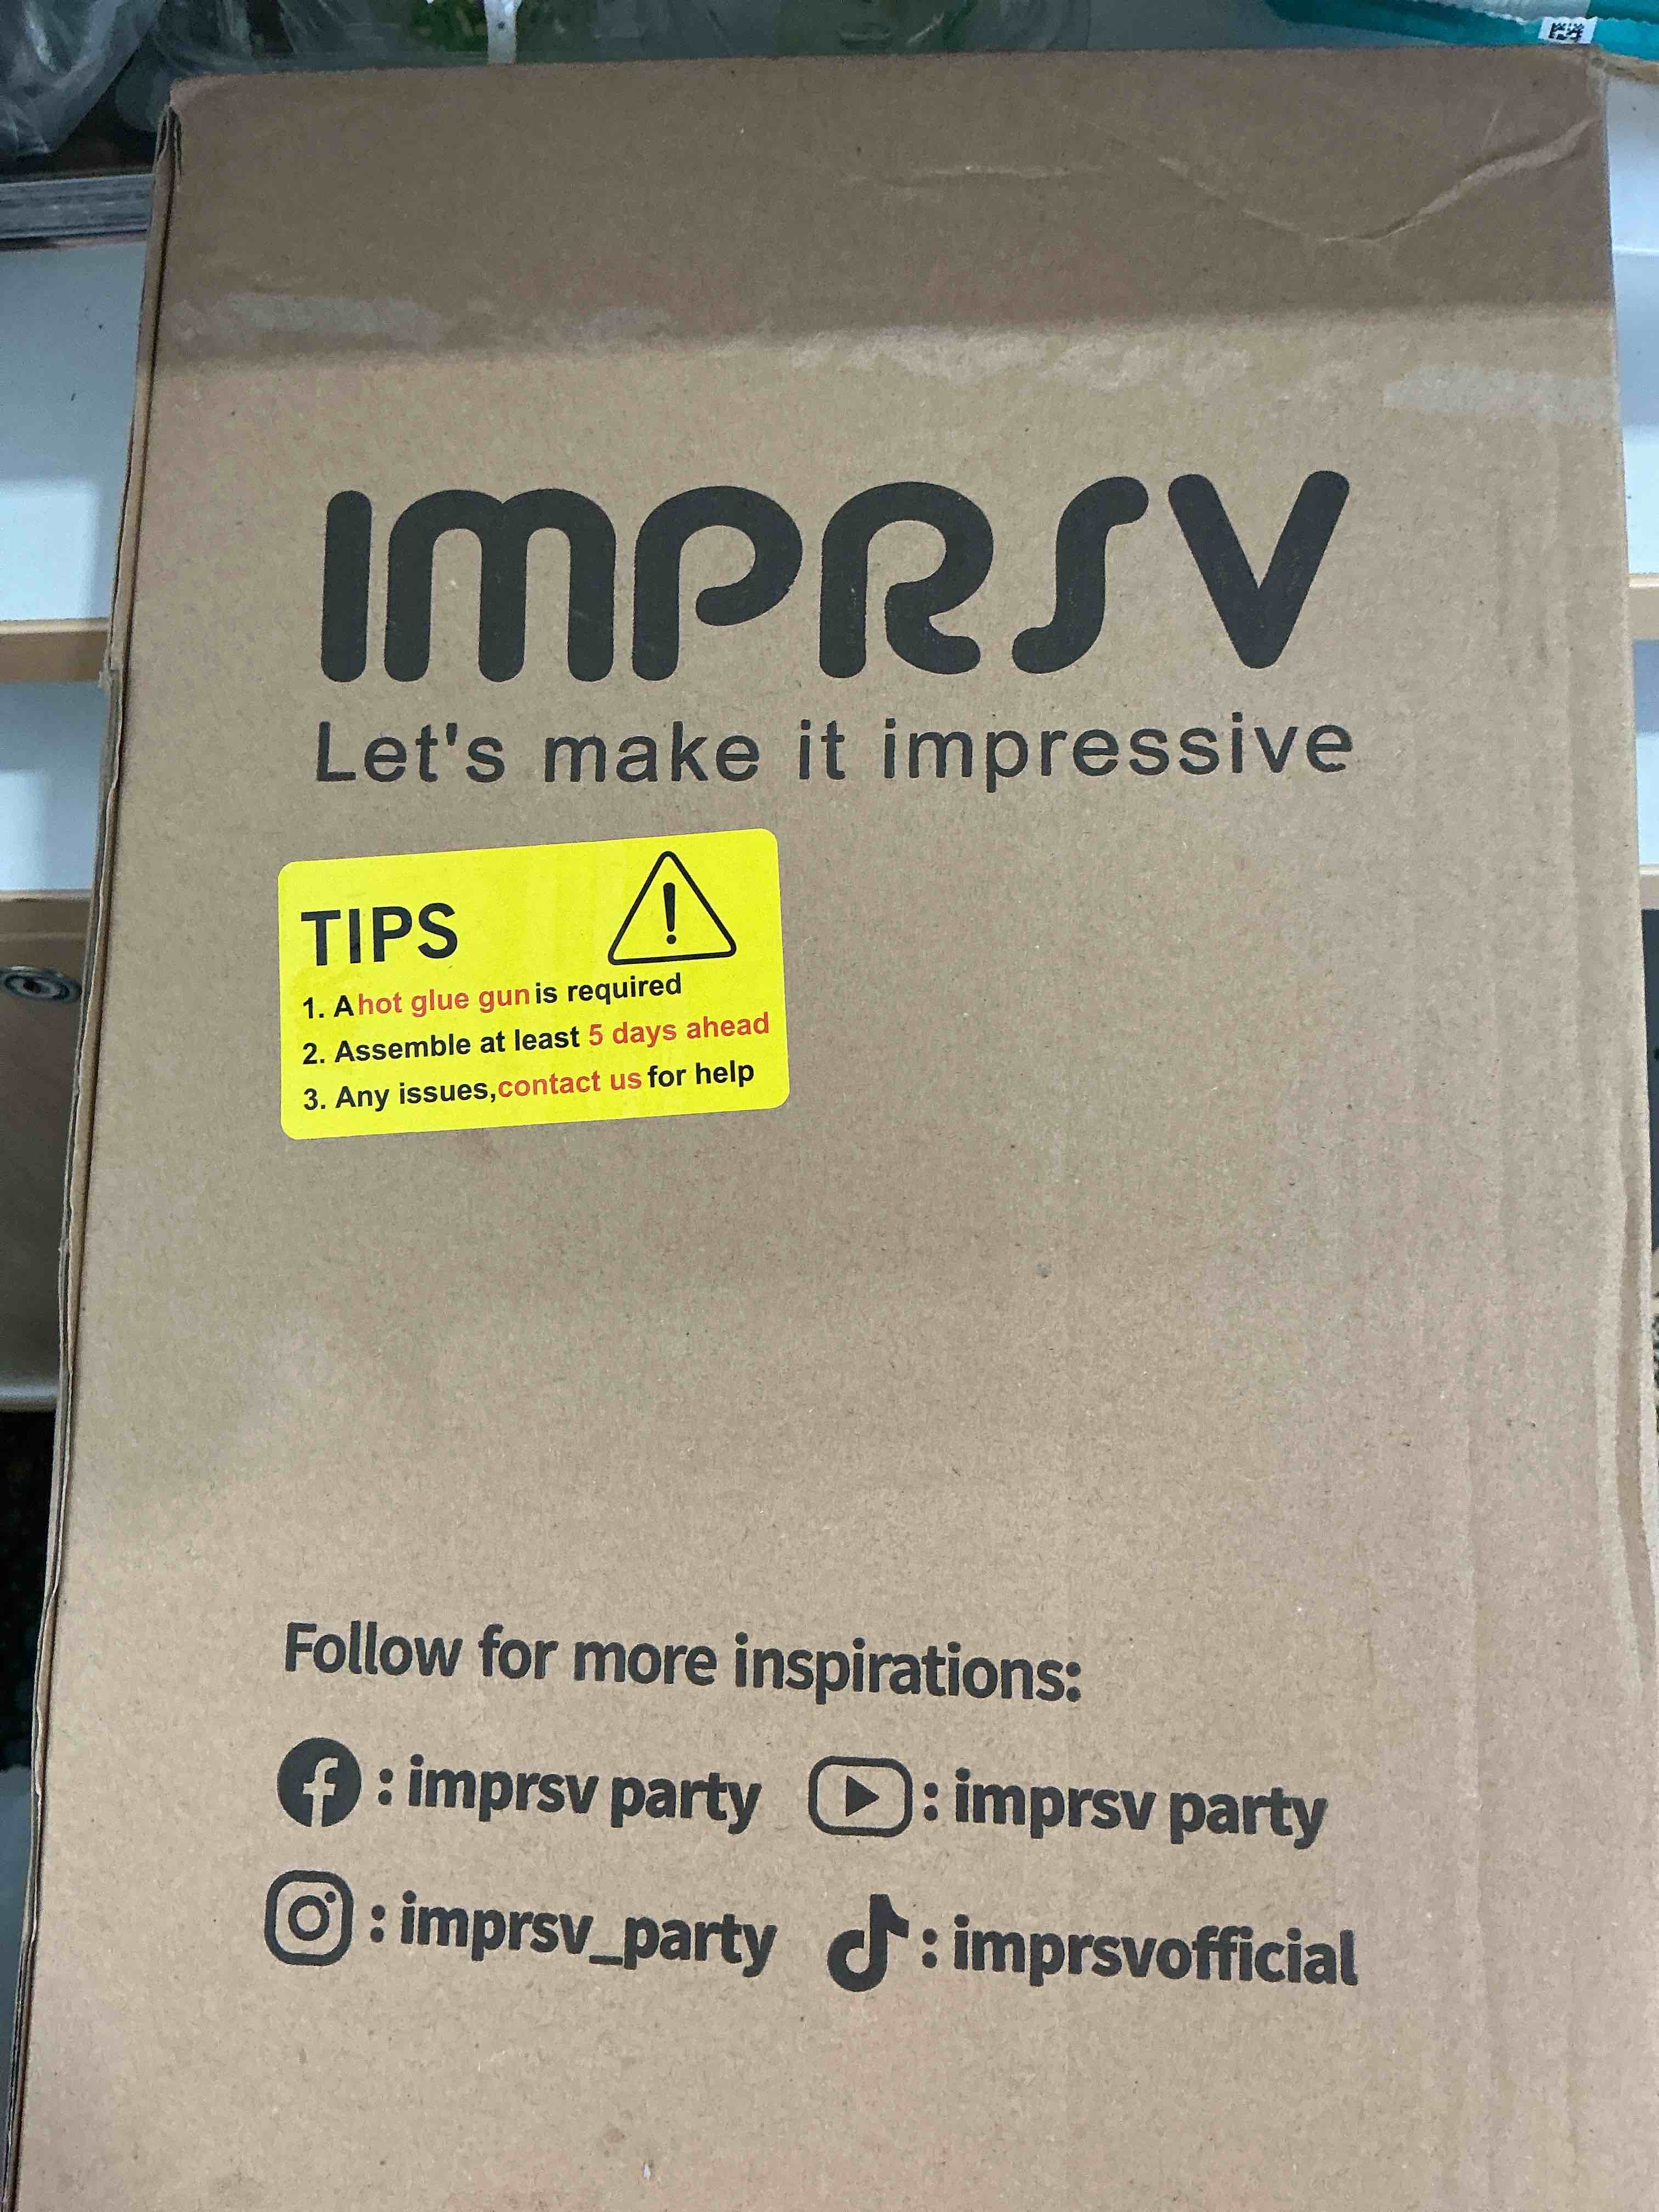 IMPRSV
Let's make it impressive
TIPS
1. A hot glue gun is required
2. Assemble at least 5 days ahead
3. Any issues,contact us for help
Follow for more inspirations:
: imprsv party : imprsv party
: imprsv_party : imprsvofficial